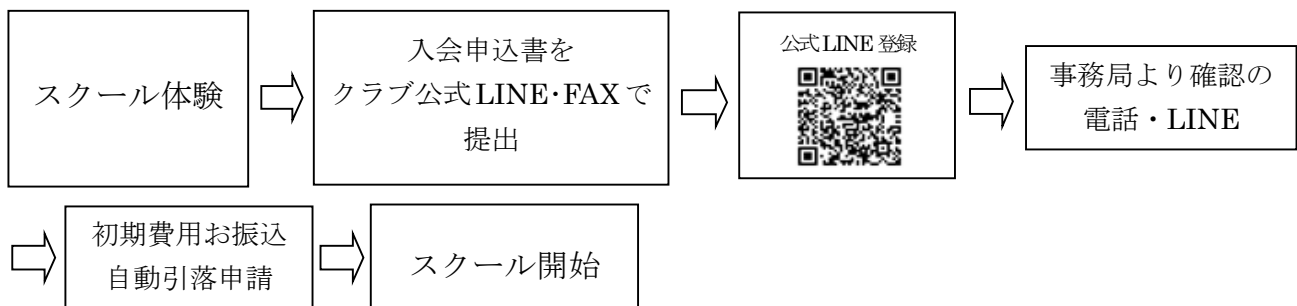 スクール体験
入会申込書を
クラブ公式LINE･FAXで
提出
公式LINE登録
事務局より確認の
電話・LINE
初期費用お振込
自動引落申請
スクール開始